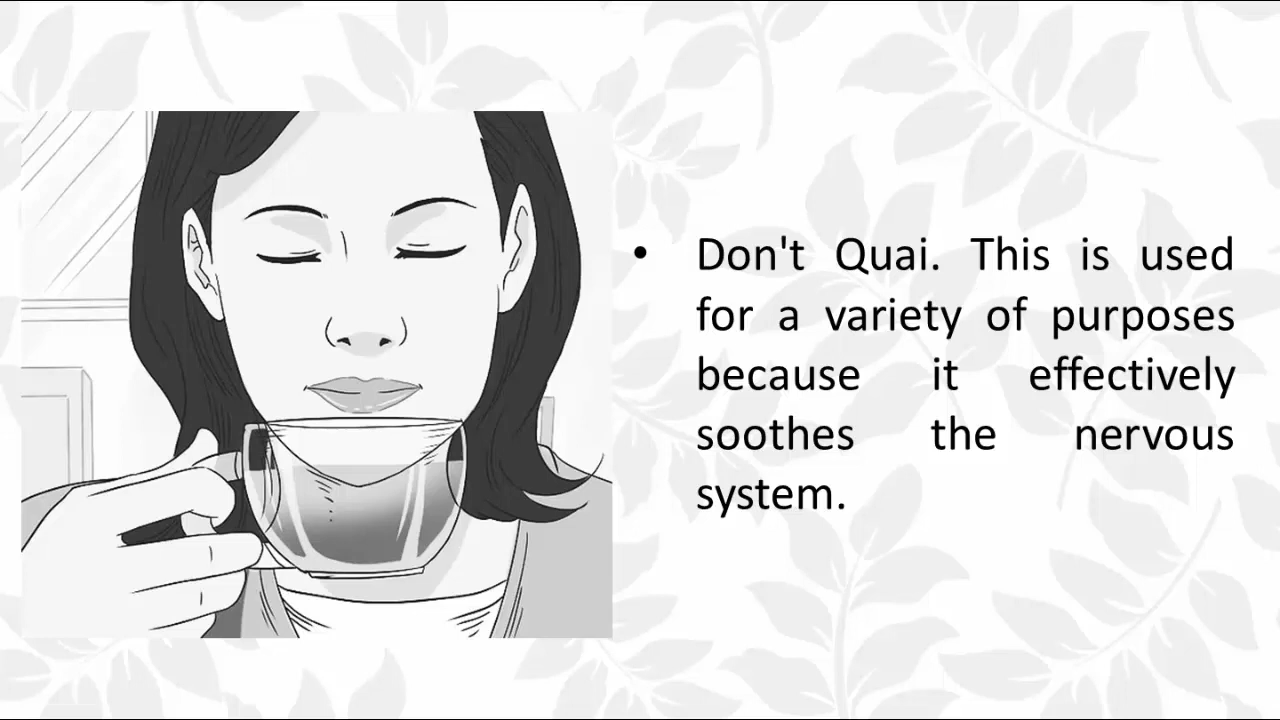 • Don't Quai. This is used
for a variety of purposes
because it effectively
soothes the nervous
system.